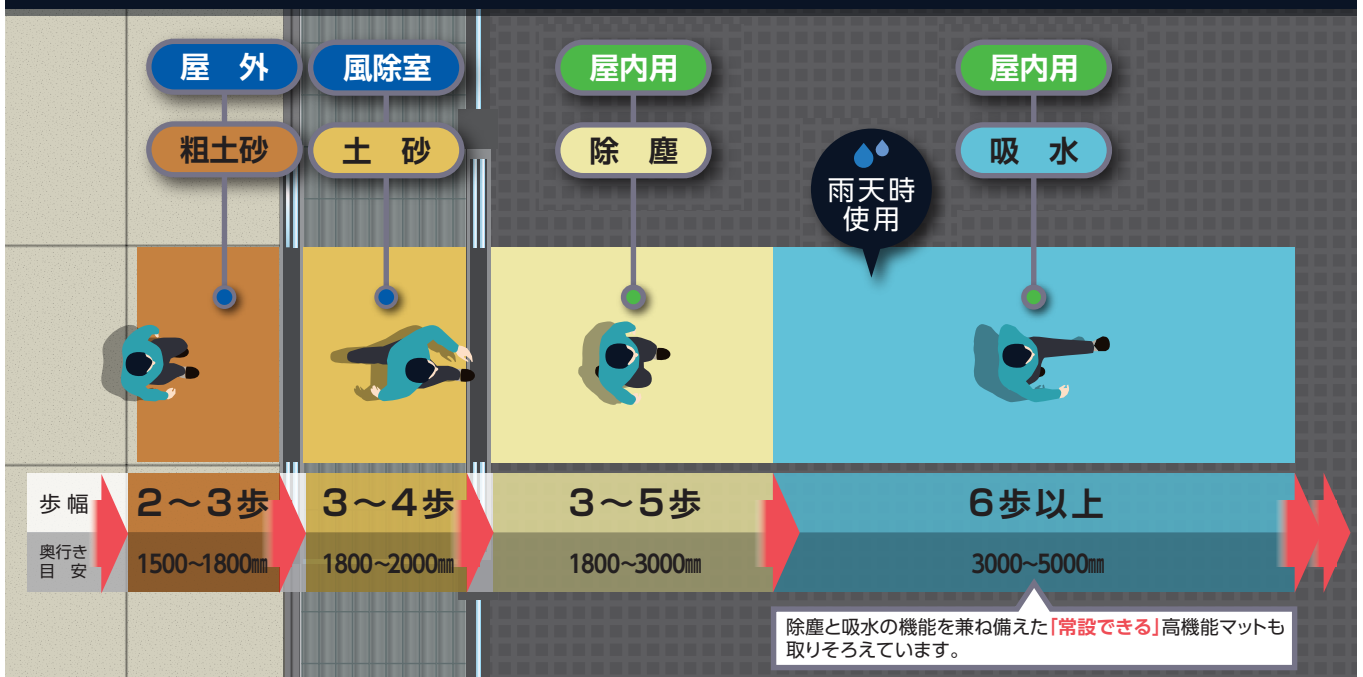 屋 外
風除室
屋内用
屋内用
粗土砂
土 砂
除 塵
吸 水
雨天時
使用
歩 幅
2～3歩
3～4歩
3～5歩
6歩以上
奥行き
目 安
1500~1800㎜
1800~2000㎜
1800~3000㎜
3000~5000㎜
除塵と吸水の機能を兼ね備えた「常設できる」高機能マットも
取りそろえています。